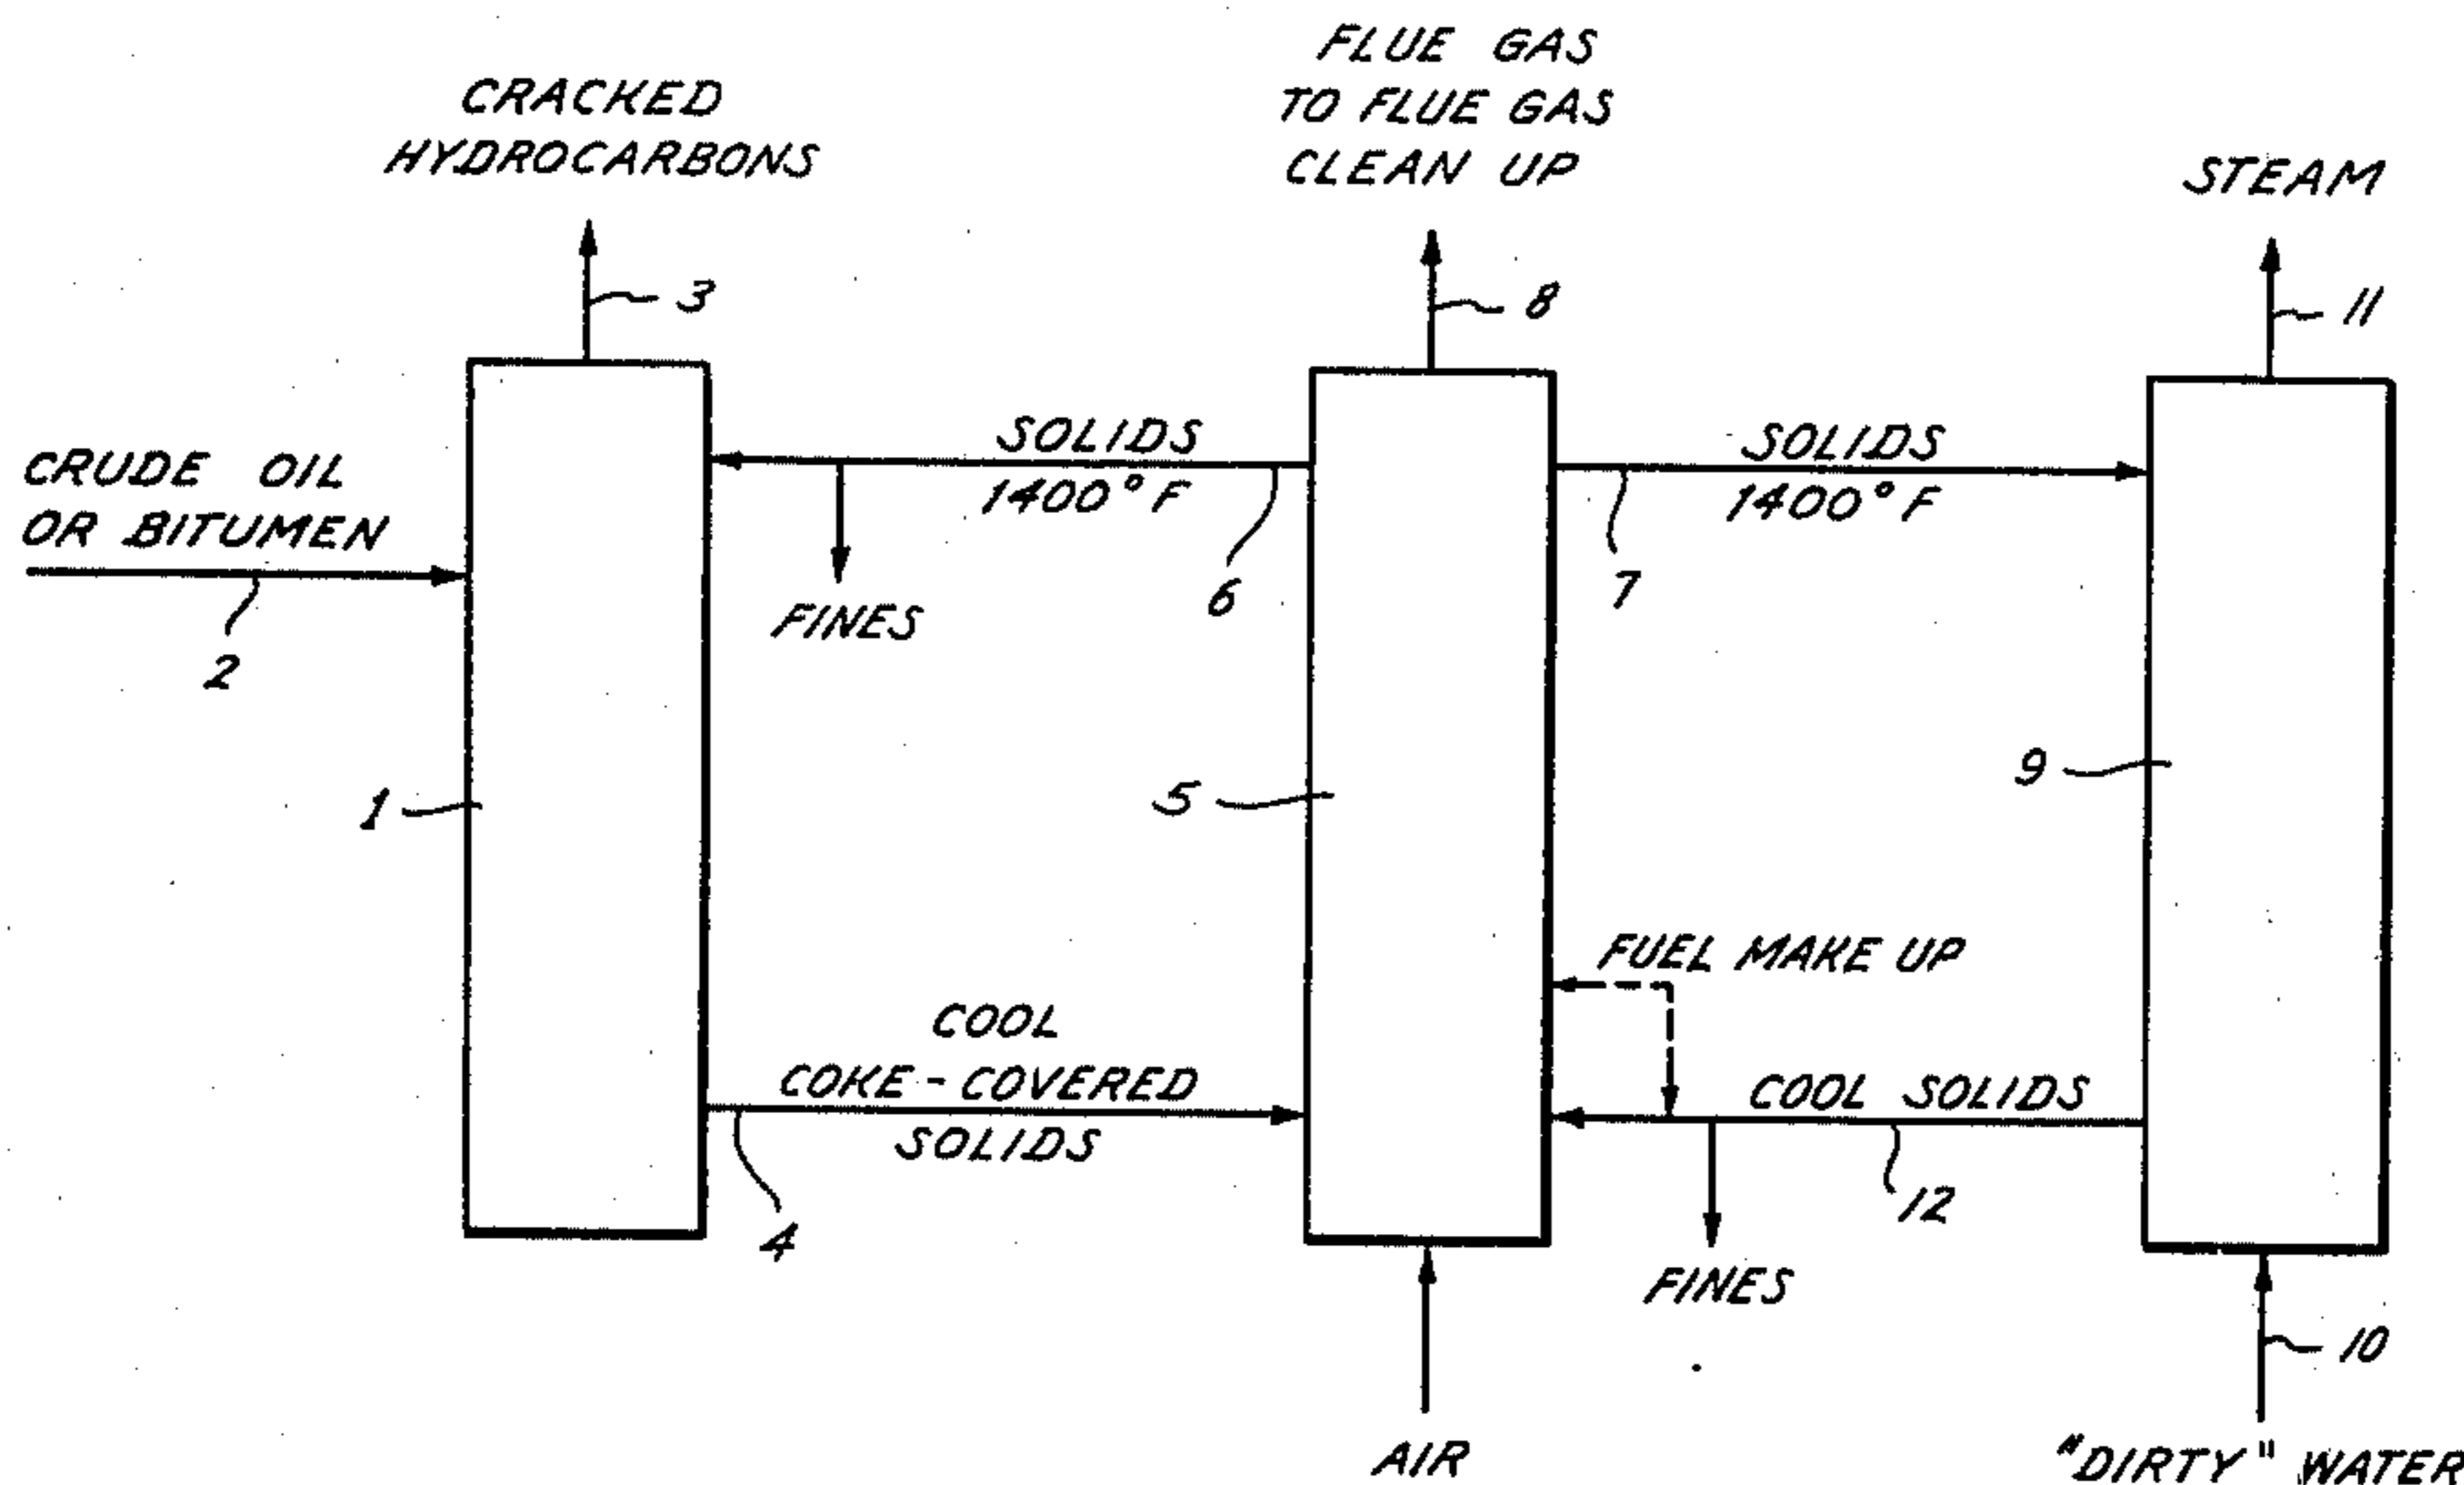 CRACKED
HYDROCARBONS
FLUE GAS
TO FLUE GAS
CLEAN UP
STEAM
3
8
11
CRUDE OIL
OR BITUMEN
2
SOLIDS
1400°F
6
FINES
SOLIDS
1400°F
7
1
5
9
FUEL MAKE UP
COOL
COKE-COVERED
SOLIDS
4
COOL SOLIDS
12
FINES
10
AIR
"DIRTY" WATER